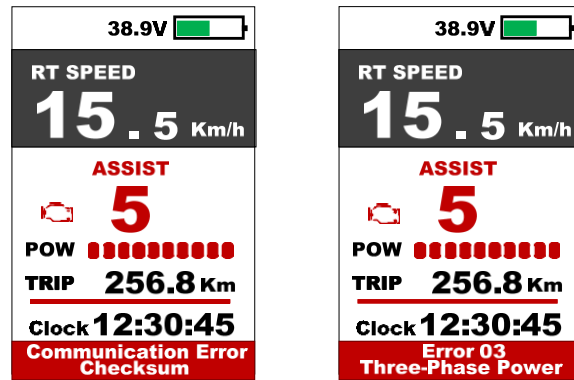 38.9V
RT SPEED
15.5 Km/h
ASSIST
5
POW
TRIP 256.8 Km
Clock 12:30:45
Communication Error
Checksum
38.9V
RT SPEED
15.5 Km/h
ASSIST
5
POW
TRIP 256.8 Km
Clock 12:30:45
Error 03
Three-Phase Power